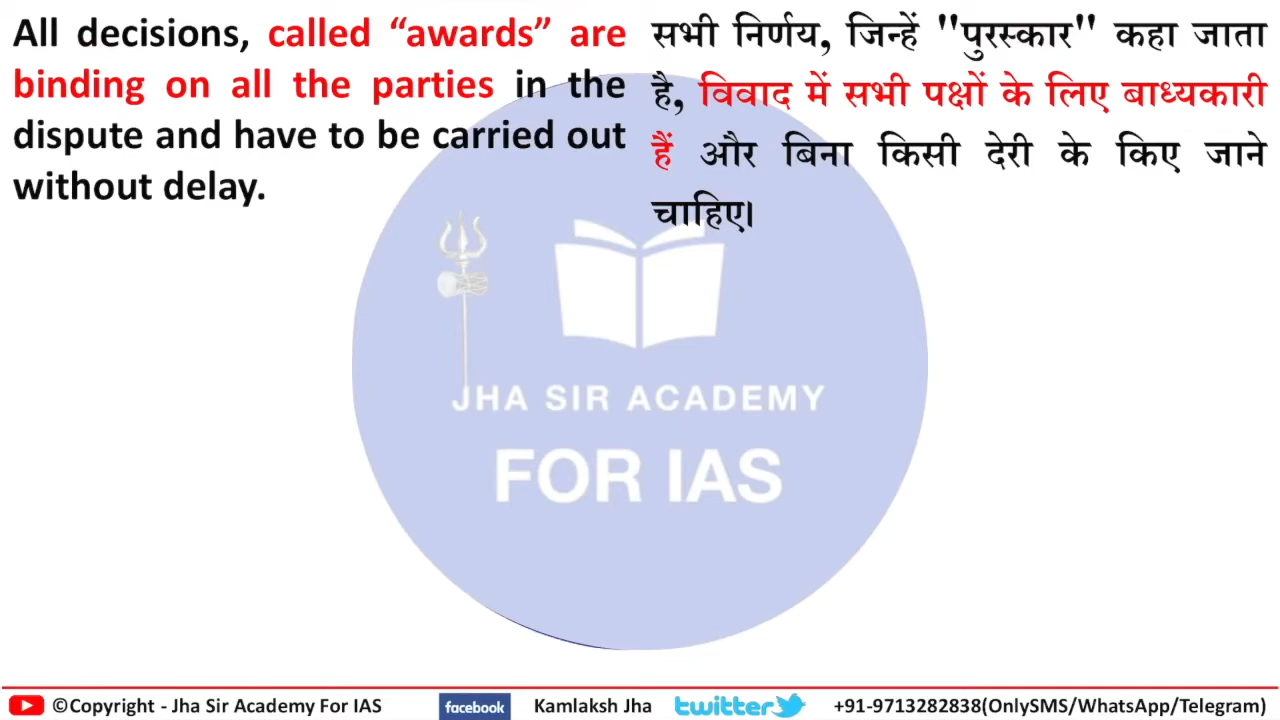 All decisions, called “awards” are
binding on all the parties in the
dispute and have to be carried out
without delay.
सभी निर्णय, जिन्हें "पुरस्कार" कहा जाता
है, विवाद में सभी पक्षों के लिए बाध्यकारी
हैं और बिना किसी देरी के किए जाने
चाहिए।
JHA SIR ACADEMY
FOR IAS
©Copyright - Jha Sir Academy For IAS facebook Kamlaksh Jha twitter +91-9713282838(OnlySMS/WhatsApp/Telegram)